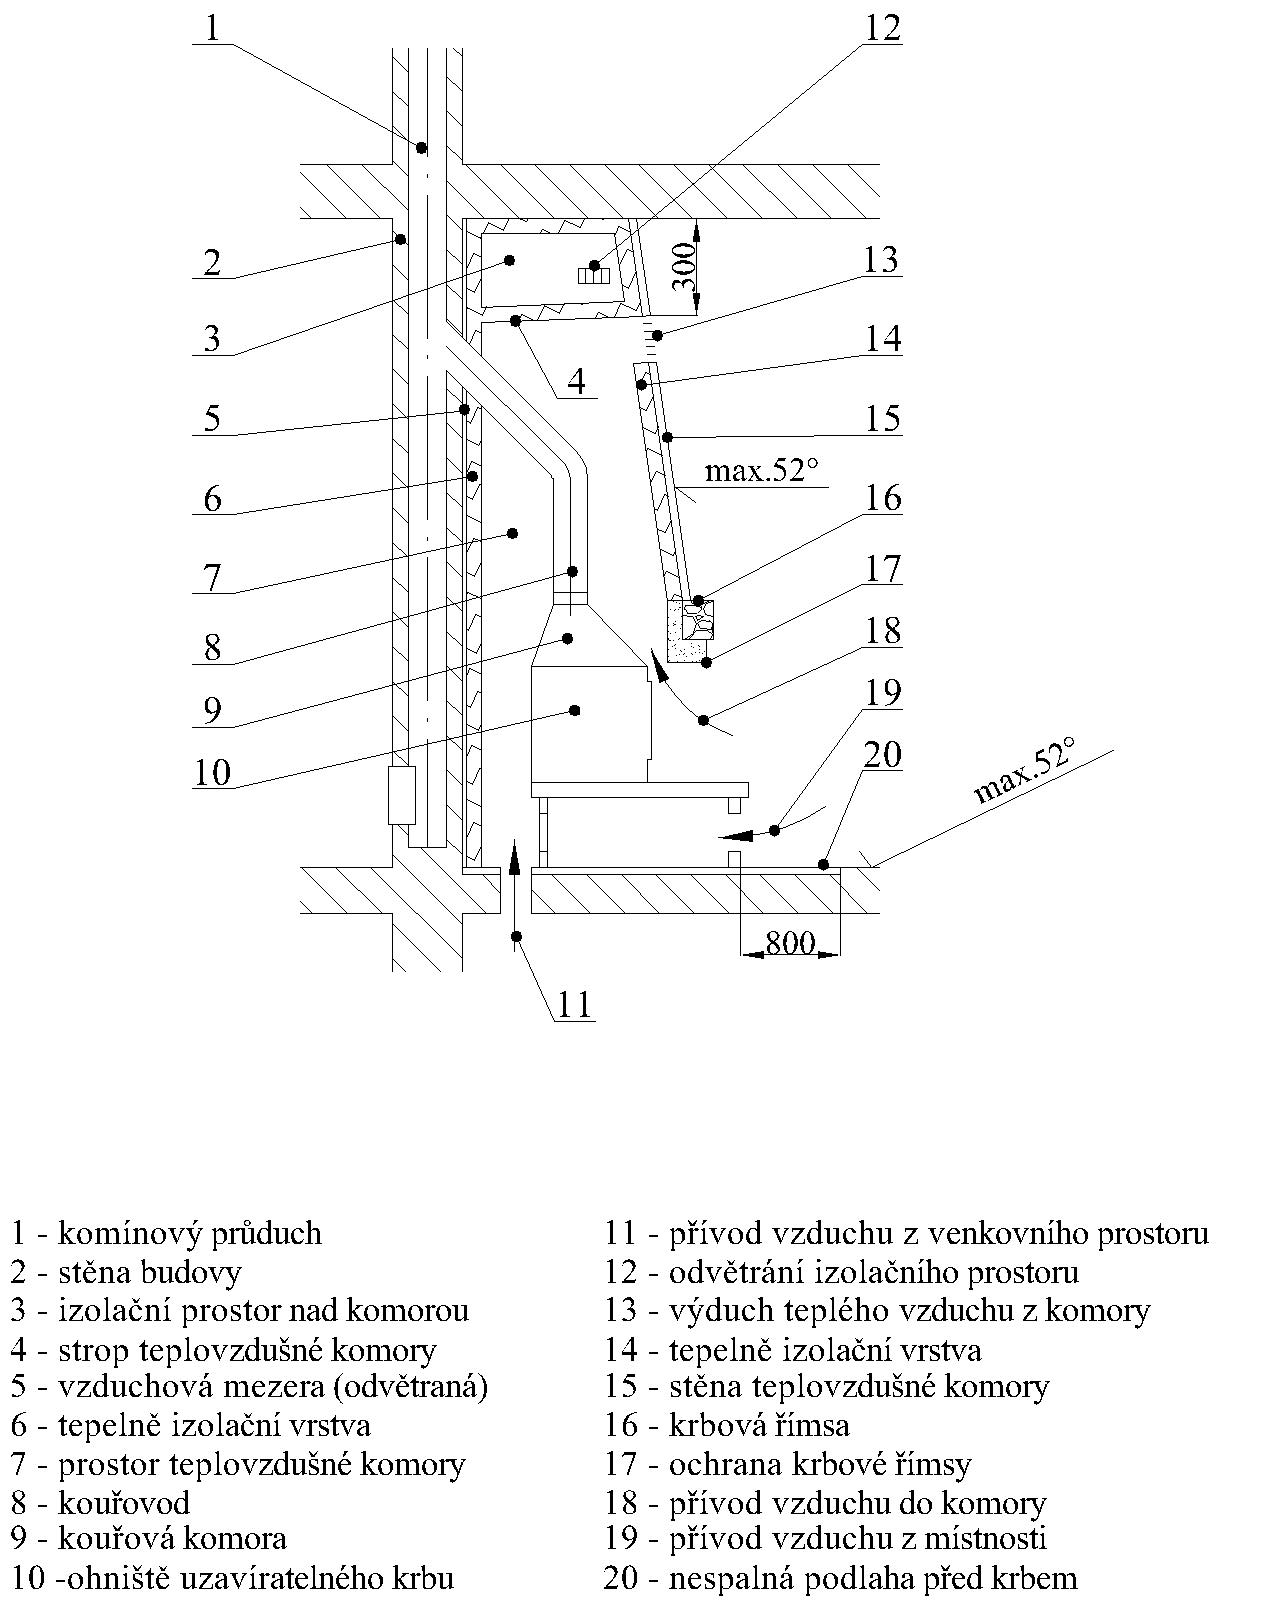 1
12
2
3
300
13
4
14
5
15
max.52°
6
16
7
17
8
18
9
19
10
20
max.52°
800
11
1 - komínový průduch
2 - stěna budovy
3 - izolační prostor nad komorou
4 - strop teplovzdušné komory
5 - vzduchová mezera (odvětraná)
6 - tepelně izolační vrstva
7 - prostor teplovzdušné komory
8 - kouřovod
9 - kouřová komora
10 -ohniště uzavíratelného krbu
11 - přívod vzduchu z venkovního prostoru
12 - odvětrání izolačního prostoru
13 - výduch teplého vzduchu z komory
14 - tepelně izolační vrstva
15 - stěna teplovzdušné komory
16 - krbová římsa
17 - ochrana krbové římsy
18 - přívod vzduchu do komory
19 - přívod vzduchu z místnosti
20 - nespalná podlaha před krbem